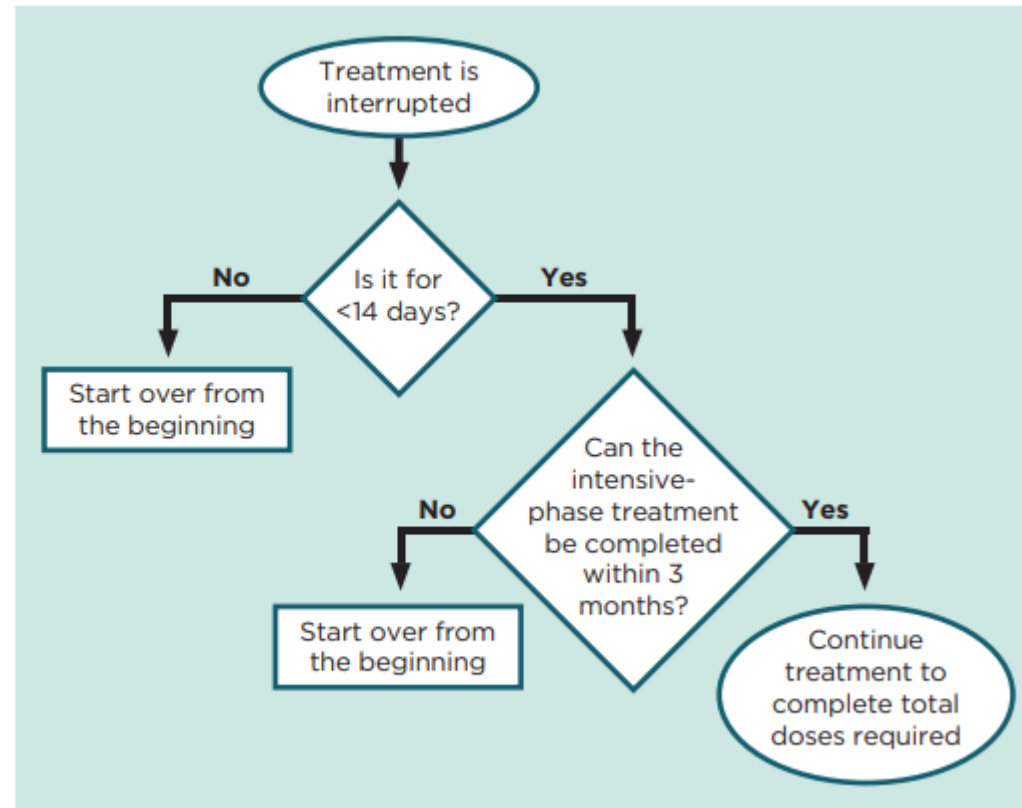 Treatment is
interrupted
No
Is it for
<14 days?
Yes
Start over from
the beginning
Can the
intensive-
phase treatment
be completed
within 3
months?
No
Yes
Start over from
the beginning
Continue
treatment to
complete total
doses required